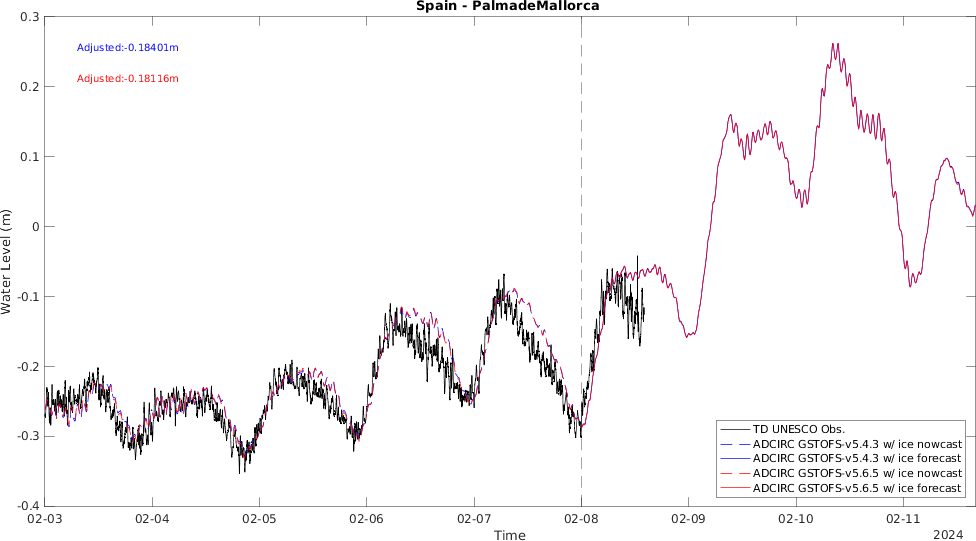 Spain - PalmadeMallorca
0.3
Adjusted:-0.18401m
Adjusted:-0.18116m
0.2
0.1
0
-0.1
-0.2
-0.3
-0.4
Water Level (m)
TD UNESCO Obs.
ADCIRC GSTOFS-v5.4.3 w/ ice nowcast
ADCIRC GSTOFS-v5.4.3 w/ ice forecast
ADCIRC GSTOFS-v5.6.5 w/ ice nowcast
ADCIRC GSTOFS-v5.6.5 w/ ice forecast
02-03 02-04 02-05 02-06 02-07 02-08 02-09 02-10 02-11
Time
2024